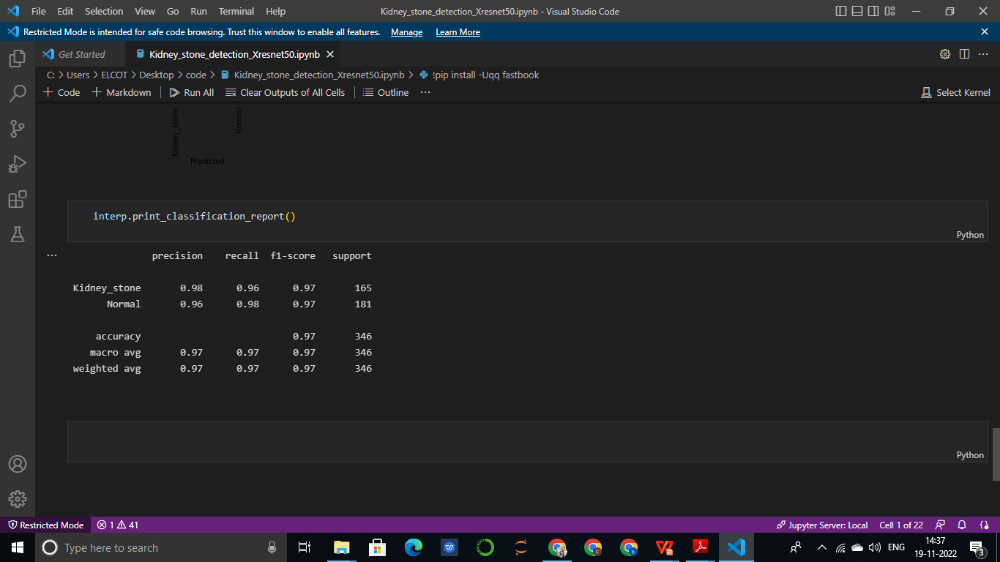 File Edit Selection View Go Run Terminal Help Kidney_stone_detection_Xresnet50.ipynb - Visual Studio Code
Restricted Mode is intended for safe code browsing. Trust this window to enable all features. Manage Learn More
Get Started Kidney_stone_detection_Xresnet50.ipynb
C: > Users > ELCOT > Desktop > code > Kidney_stone_detection_Xresnet50.ipynb > !pip install -Uqq fastbook
Code Markdown Run All Clear Outputs of All Cells Outline ... Select Kernel
Kidney_stone
Normal
Predicted
interp.print_classification_report()
Python
... precision recall f1-score support
Kidney_stone 0.98 0.96 0.97 165
Normal 0.96 0.98 0.97 181
accuracy 0.97 346
macro avg 0.97 0.97 0.97 346
weighted avg 0.97 0.97 0.97 346
Python
Restricted Mode 1 41 Jupyter Server: Local Cell 1 of 22
Type here to search ENG 14:37
19-11-2022 3